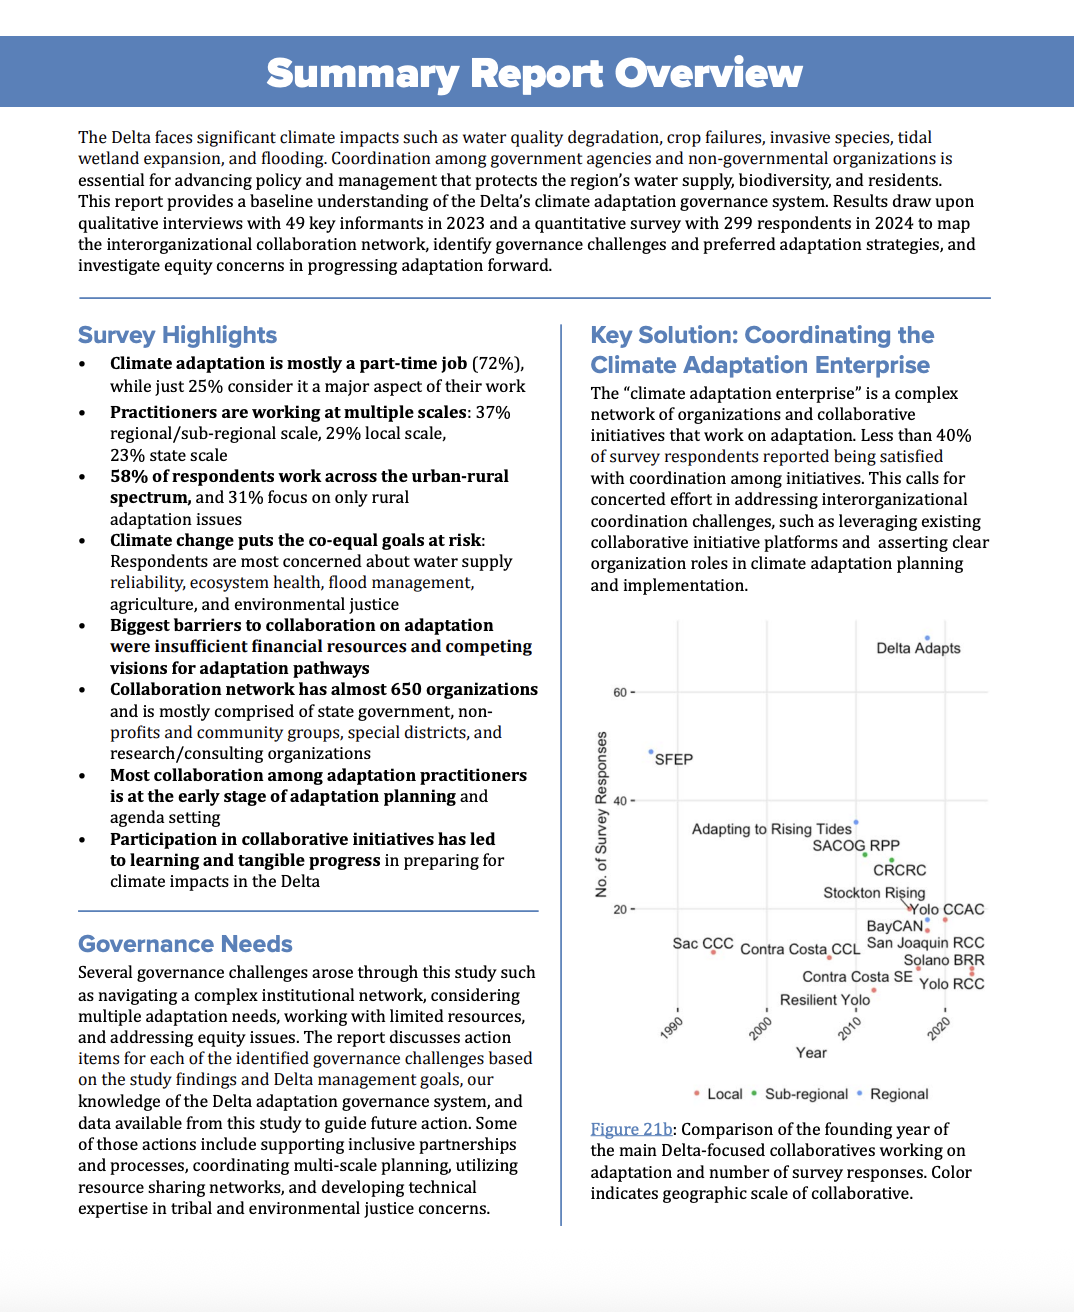 Summary Report Overview
The Delta faces significant climate impacts such as water quality degradation, crop failures, invasive species, tidal
wetland expansion, and flooding. Coordination among government agencies and non-governmental organizations is
essential for advancing policy and management that protects the region's water supply, biodiversity, and residents.
This report provides a baseline understanding of the Delta's climate adaptation governance system. Results draw upon
qualitative interviews with 49 key informants in 2023 and a quantitative survey with 299 respondents in 2024 to map
the interorganizational collaboration network, identify governance challenges and preferred adaptation strategies, and
investigate equity concerns in progressing adaptation forward.
Survey Highlights
• Climate adaptation is mostly a part-time job (72%),
while just 25% consider it a major aspect of their work
• Practitioners are working at multiple scales: 37%
regional/sub-regional scale, 29% local scale,
23% state scale
• 58% of respondents work across the urban-rural
spectrum, and 31% focus on only rural
adaptation issues
• Climate change puts the co-equal goals at risk:
Respondents are most concerned about water supply
reliability, ecosystem health, flood management,
agriculture, and environmental justice
• Biggest barriers to collaboration on adaptation
were insufficient financial resources and competing
visions for adaptation pathways
• Collaboration network has almost 650 organizations
and is mostly comprised of state government, non-
profits and community groups, special districts, and
research/consulting organizations
• Most collaboration among adaptation practitioners
is at the early stage of adaptation planning and
agenda setting
• Participation in collaborative initiatives has led
to learning and tangible progress in preparing for
climate impacts in the Delta
Governance Needs
Several governance challenges arose through this study such
as navigating a complex institutional network, considering
multiple adaptation needs, working with limited resources,
and addressing equity issues. The report discusses action
items for each of the identified governance challenges based
on the study findings and Delta management goals, our
knowledge of the Delta adaptation governance system, and
data available from this study to guide future action. Some
of those actions include supporting inclusive partnerships
and processes, coordinating multi-scale planning, utilizing
resource sharing networks, and developing technical
expertise in tribal and environmental justice concerns.
Key Solution: Coordinating the
Climate Adaptation Enterprise
The “climate adaptation enterprise” is a complex
network of organizations and collaborative
initiatives that work on adaptation. Less than 40%
of survey respondents reported being satisfied
with coordination among initiatives. This calls for
concerted effort in addressing interorganizational
coordination challenges, such as leveraging existing
collaborative initiative platforms and asserting clear
organization roles in climate adaptation planning
and implementation.
Delta Adapts
60
SFEP
No. of Survey Responses
40
Adapting to Rising Tides
SACOG RPP
CRCRC
Stockton Rising
20
Yolo CCAC
BayCAN
Sac CCC
Contra Costa CCL
San Joaquin RCC
Solano BRR
Contra Costa SE
Yolo RCC
Resilient Yolo
1990
2000
2010
2020
Year
Local
Sub-regional
Regional
Figure 21b: Comparison of the founding year of
the main Delta-focused collaboratives working on
adaptation and number of survey responses. Color
indicates geographic scale of collaborative.